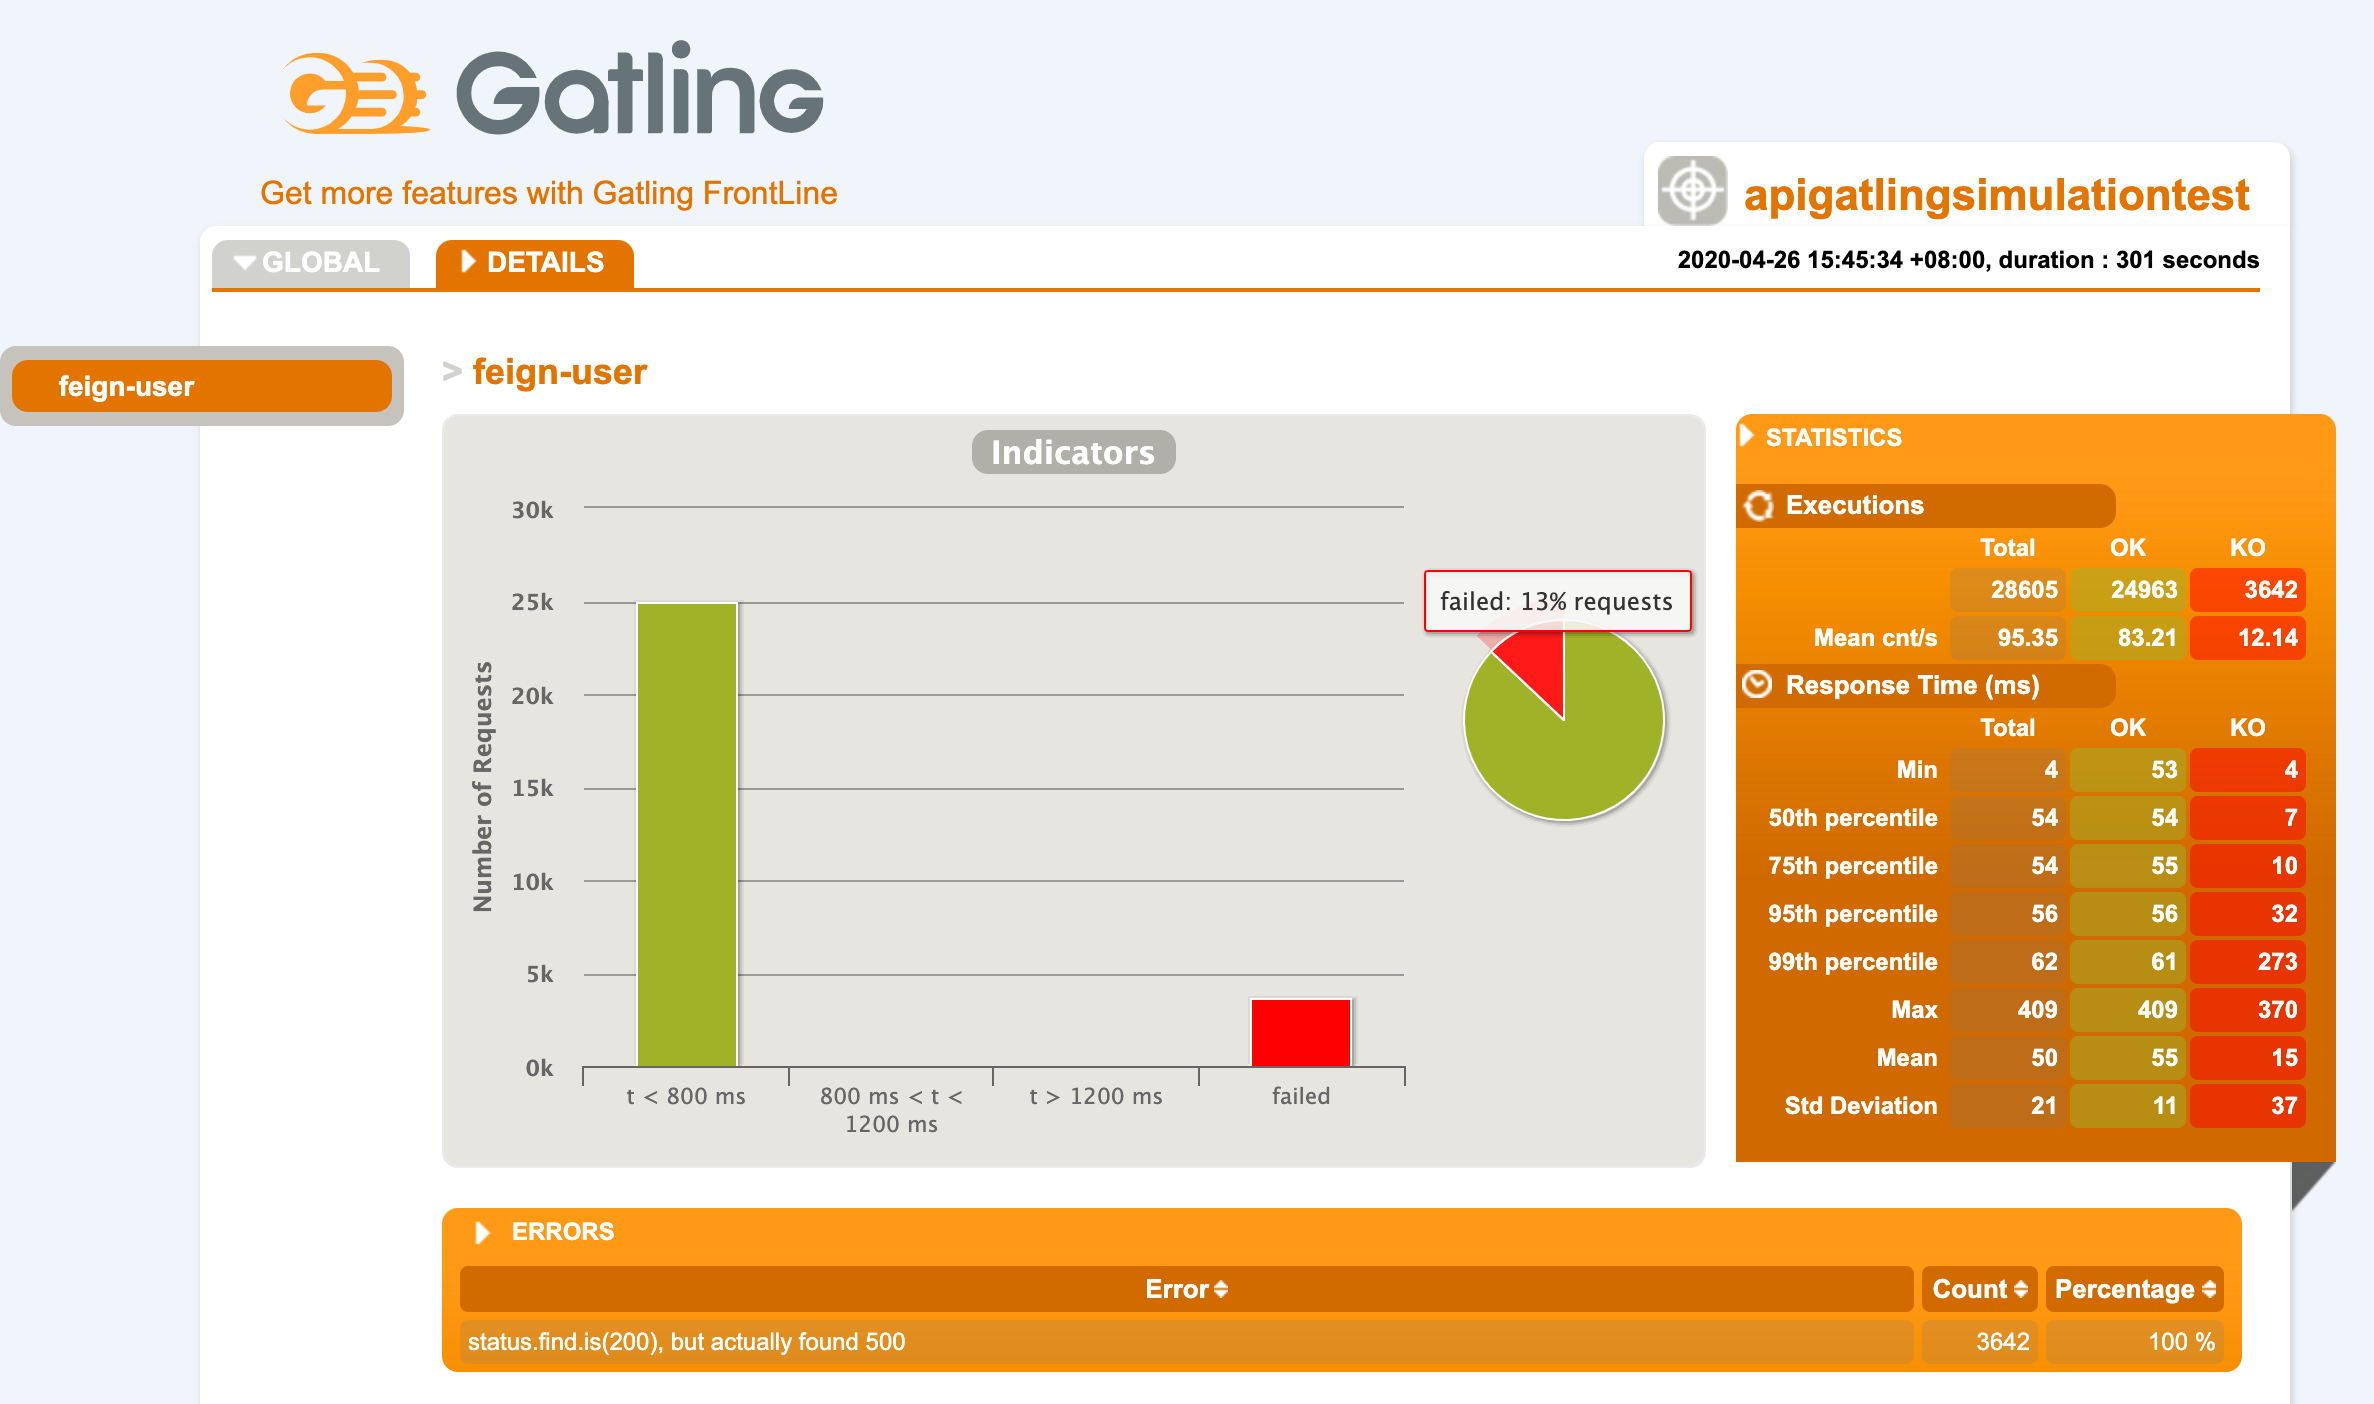 Gatling
Get more features with Gatling FrontLine
apigatlingsimulationtest
GLOBAL
DETAILS
2020-04-26 15:45:34 +08:00, duration : 301 seconds
feign-user
> feign-user
Indicators
30k
25k
20k
15k
10k
5k
0k
Number of Requests
t < 800 ms
800 ms < t <
1200 ms
t > 1200 ms
failed
failed: 13% requests
STATISTICS
Executions
Total OK KO
28605 24963 3642
Mean cnt/s 95.35 83.21 12.14
Response Time (ms)
Total OK KO
Min 4 53 4
50th percentile 54 54 7
75th percentile 54 55 10
95th percentile 56 56 32
99th percentile 62 61 273
Max 409 409 370
Mean 50 55 15
Std Deviation 21 11 37
ERRORS
Error Count Percentage
status.find.is(200), but actually found 500 3642 100 %